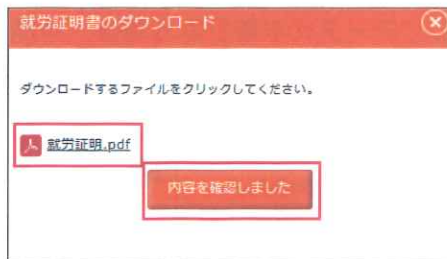 就労証明書のダウンロード
ダウンロードするファイルをクリックしてください。
就労証明.pdf
内容を確認しました